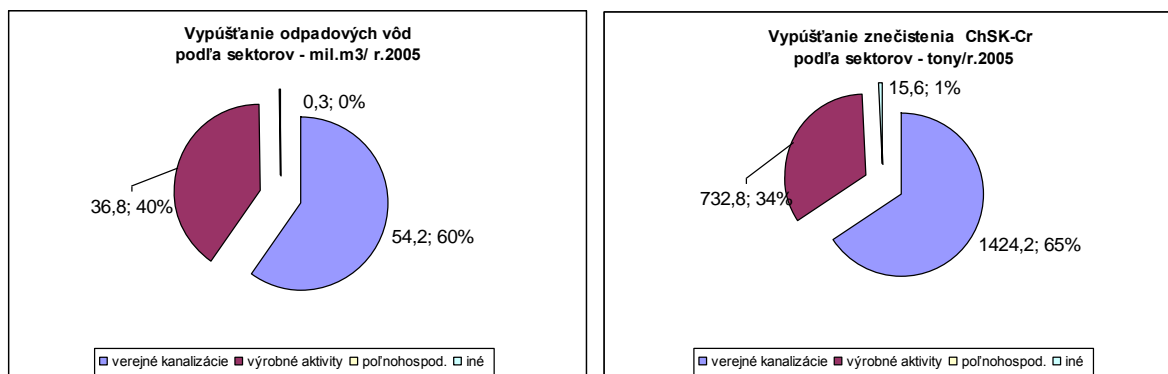 Vypúšťanie odpadových vôd
podľa sektorov - mil.m3/ r.2005
0,3; 0%
36,8; 40%
54,2; 60%
verejné kanalizácie výrobné aktivity poľnohospod. iné
Vypúšťanie znečistenia ChSK-Cr
podľa sektorov - tony/r.2005
15,6; 1%
732,8; 34%
1424,2; 65%
verejné kanalizácie výrobné aktivity poľnohospod. iné